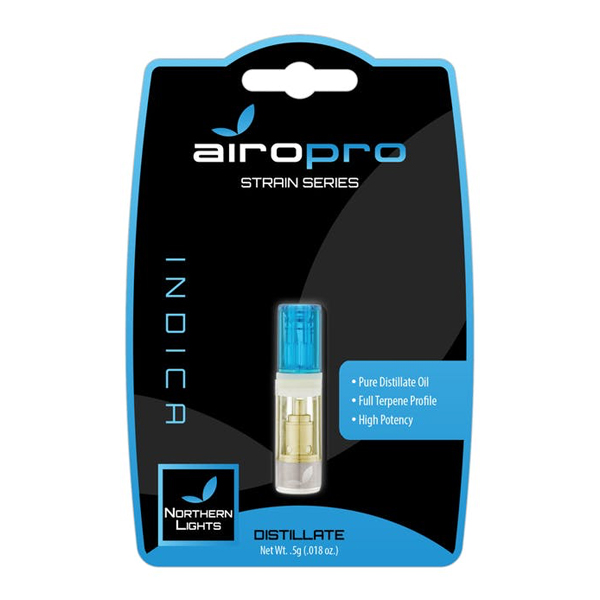 airopro
STRAIN SERIES
INDICA
• Pure Distillate Oil
• Full Terpene Profile
• High Potency
NORTHERN
LIGHTS
DISTILLATE
Net Wt. .5g (.018 oz.)